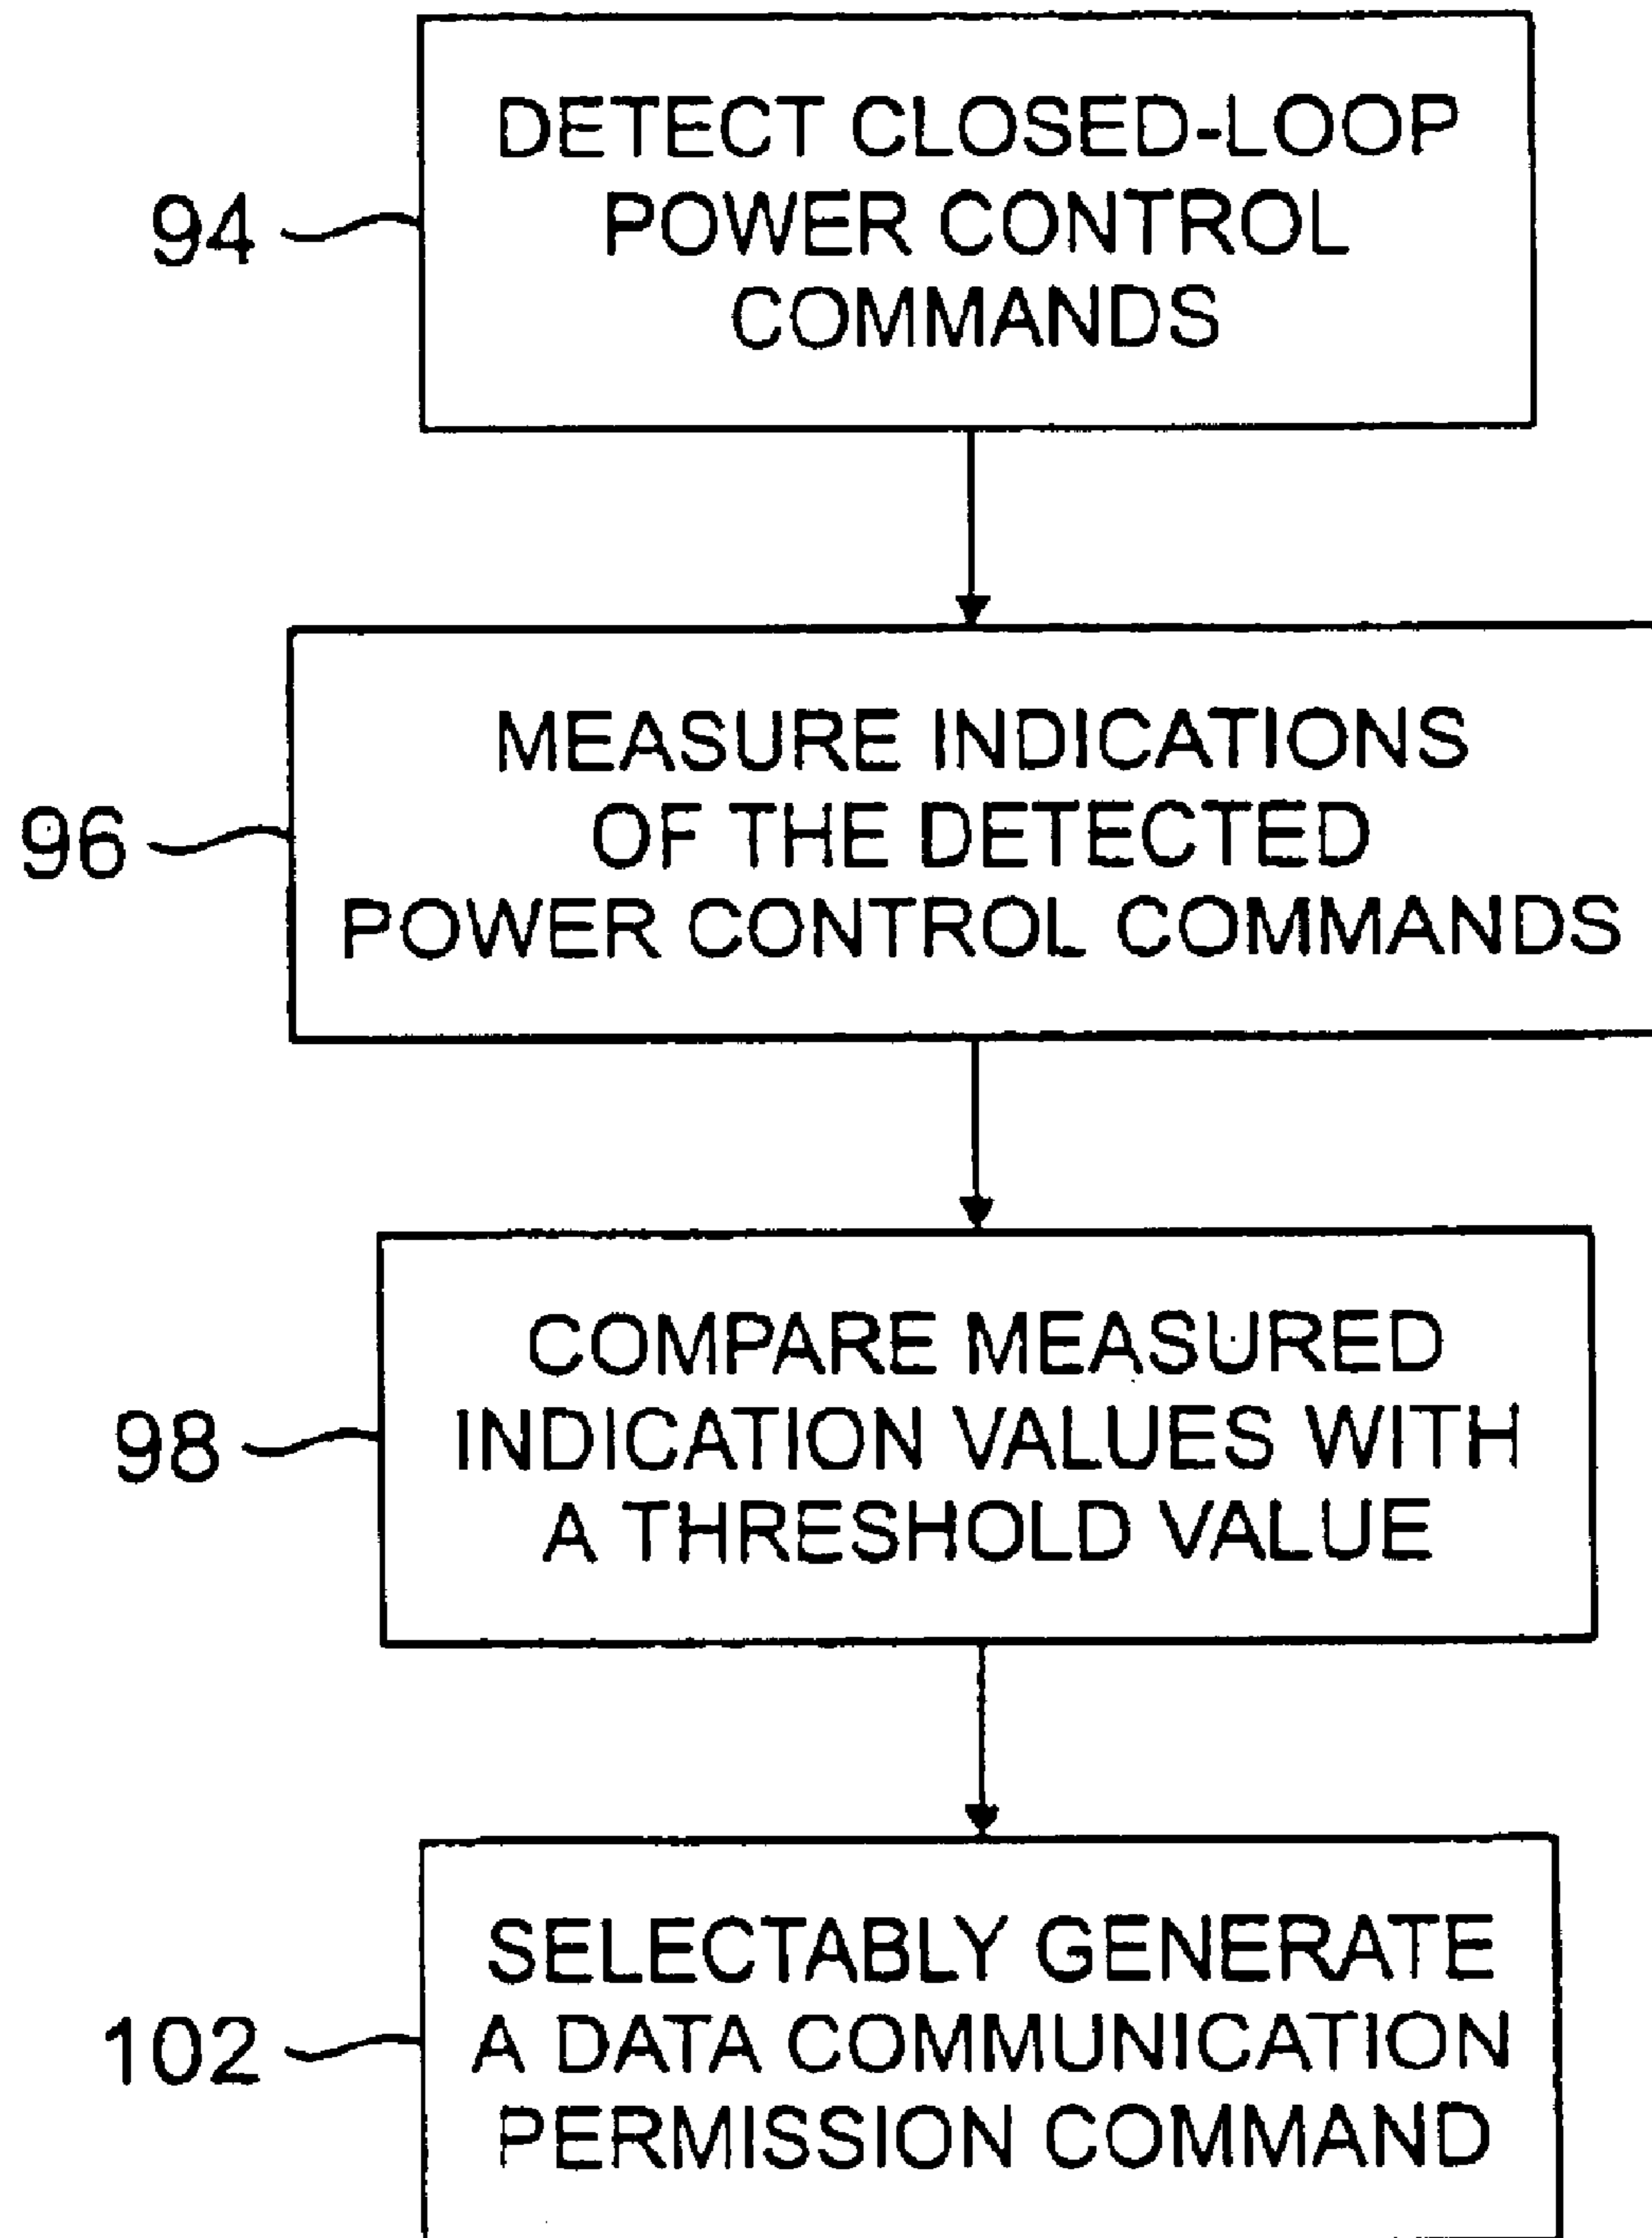 DETECT CLOSED-LOOP
POWER CONTROL
COMMANDS
94
MEASURE INDICATIONS
OF THE DETECTED
POWER CONTROL COMMANDS
96
COMPARE MEASURED
INDICATION VALUES WITH
A THRESHOLD VALUE
98
SELECTABLY GENERATE
A DATA COMMUNICATION
PERMISSION COMMAND
102